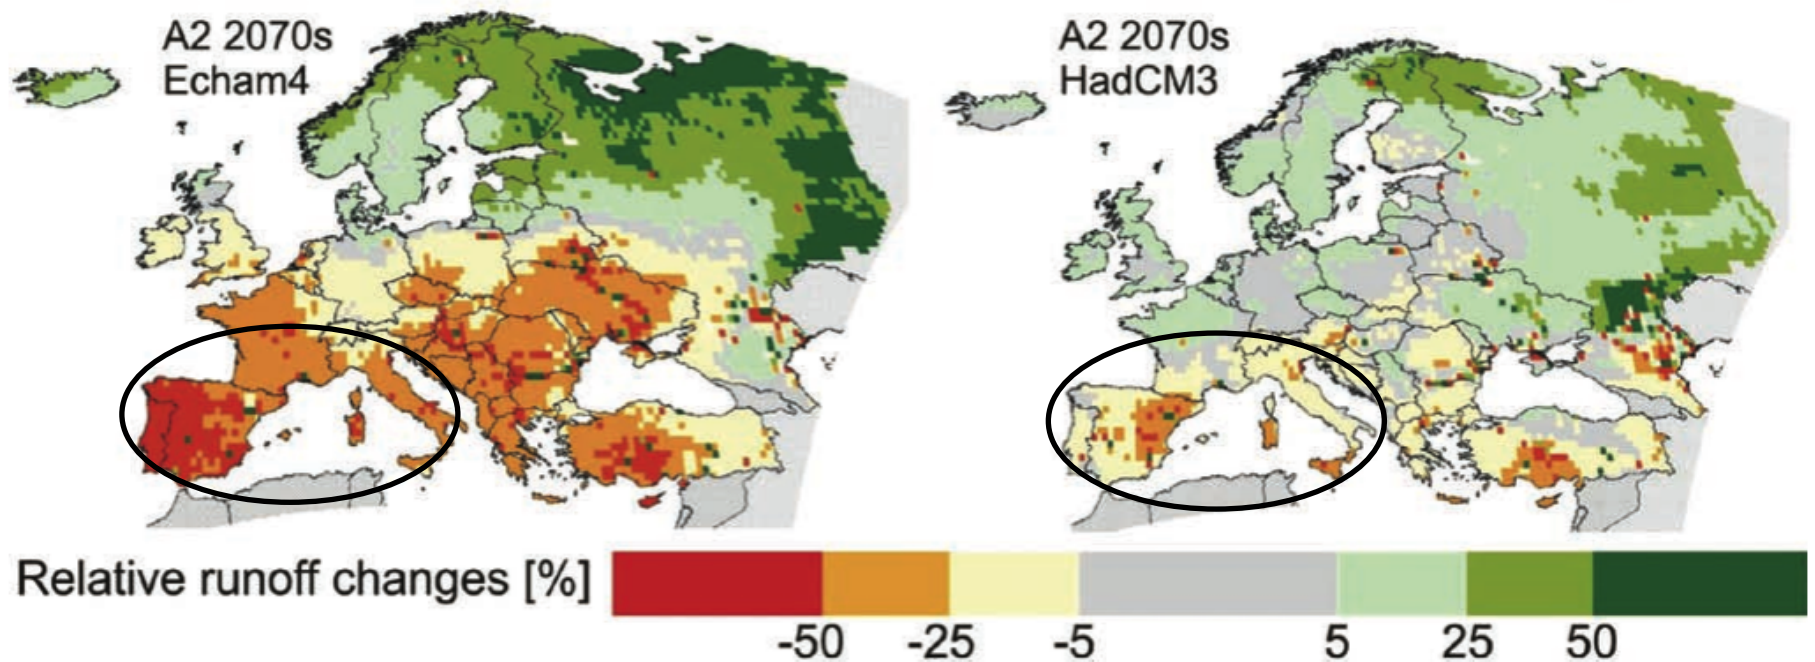 A2 2070s
Echam4
A2 2070s
HadCM3
Relative runoff changes [%]
-50 -25 -5 5 25 50